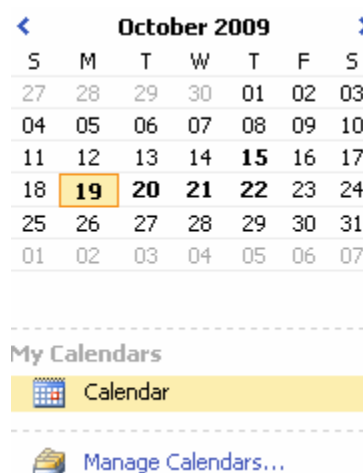 October 2009
S M T W T F S
27 28 29 30 01 02 03
04 05 06 07 08 09 10
11 12 13 14 15 16 17
18 19 20 21 22 23 24
25 26 27 28 29 30 31
01 02 03 04 05 06 07
My Calendars
Calendar
Manage Calendars...